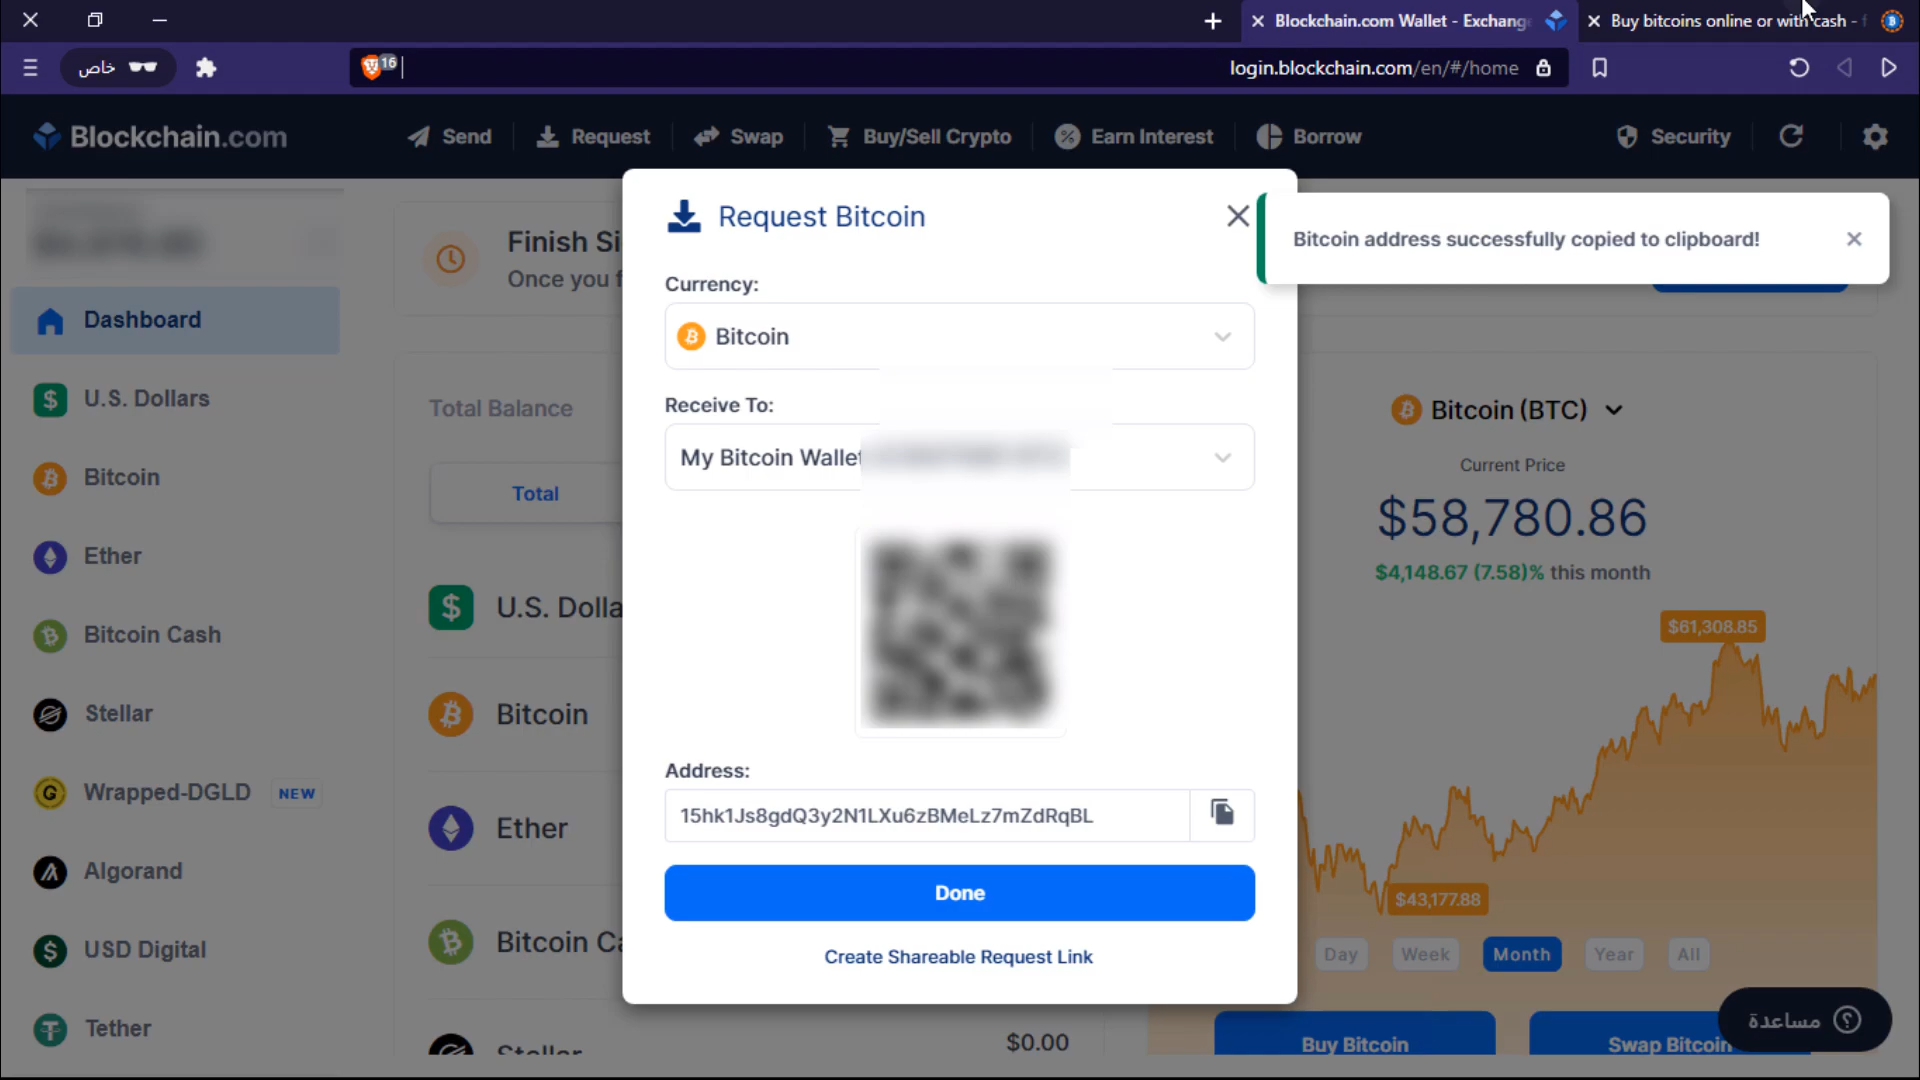 Blockchain.com Wallet - Exchang
Buy bitcoins online or with cash -
خاص
16
login.blockchain.com/en/#/home
Blockchain.com
Send
Request
Swap
Buy/Sell Crypto
Earn Interest
Borrow
Security
Request Bitcoin
Bitcoin address successfully copied to clipboard!
Finish Si
Once you f
Currency:
Bitcoin
Receive To:
My Bitcoin Wallet
Address:
15hk1Js8gdQ3y2N1LXu6zBMeLz7mZdRqBL
Done
Create Shareable Request Link
Dashboard
U.S. Dollars
Bitcoin
Ether
Bitcoin Cash
Stellar
Wrapped-DGLD NEW
Algorand
USD Digital
Tether
Total Balance
Total
U.S. Dolla
Bitcoin
Ether
Bitcoin Ca
Stellar
$0.00
Bitcoin (BTC)
Current Price
$58,780.86
$4,148.67 (7.58)% this month
$61,308.85
$43,177.88
Day
Week
Month
Year
All
Buy Bitcoin
Swap Bitcoin
مساعدة